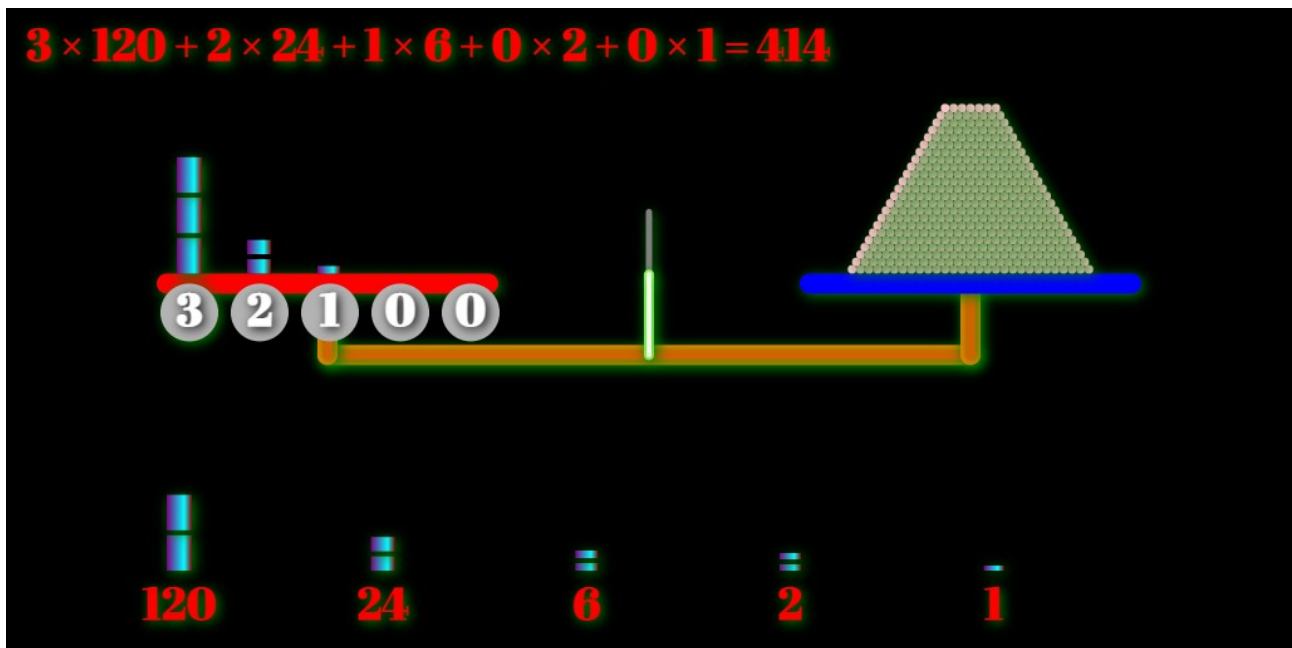 3 × 120 + 2 × 24 + 1 × 6 + 0 × 2 + 0 × 1 = 414
3 2 1 0 0
120 24 6 2 1